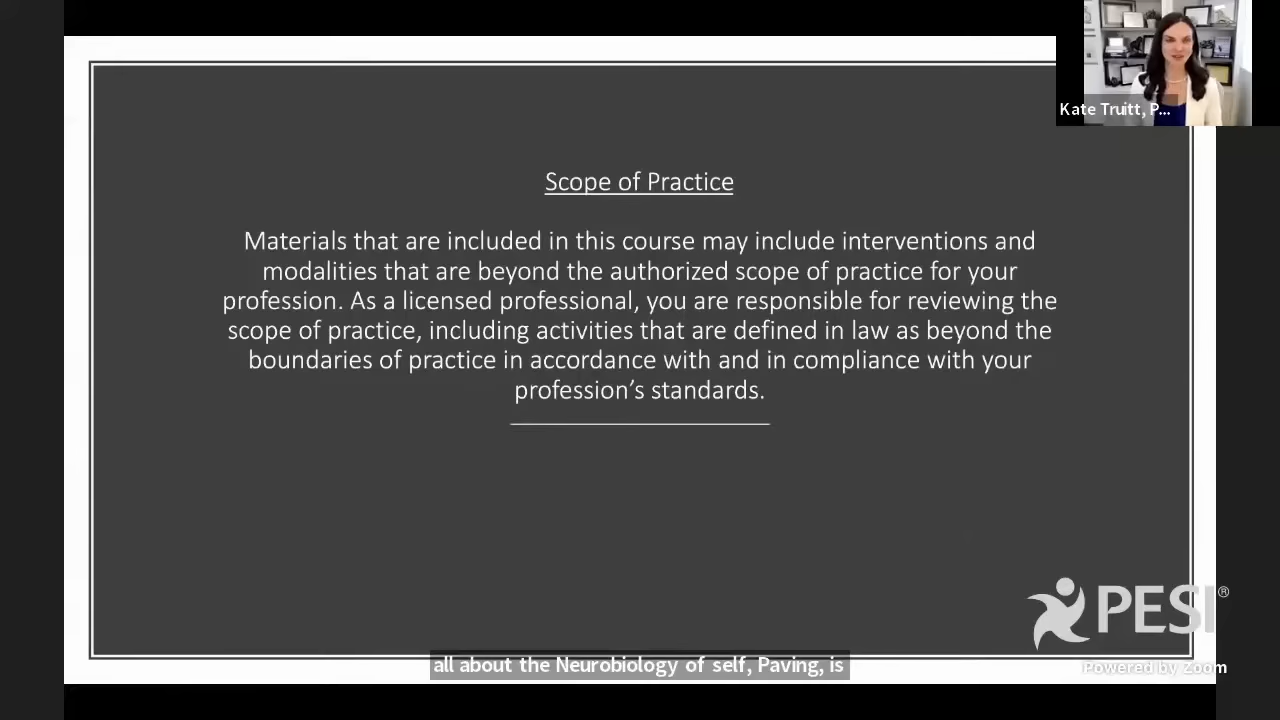 Kate Truitt, P...
Scope of Practice
Materials that are included in this course may include interventions and
modalities that are beyond the authorized scope of practice for your
profession. As a licensed professional, you are responsible for reviewing the
scope of practice, including activities that are defined in law as beyond the
boundaries of practice in accordance with and in compliance with your
profession’s standards.
PESI®
all about the Neurobiology of self, Paving, is
Powered by Zoom